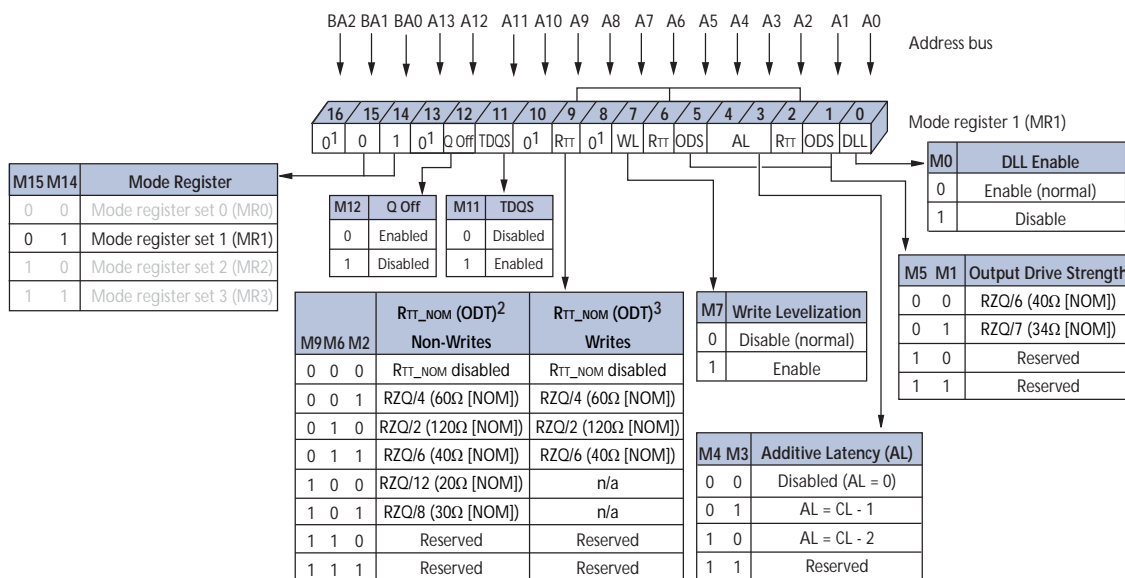 BA2 BA1 BA0 A13 A12 A11 A10 A9 A8 A7 A6 A5 A4 A3 A2 A1 A0
Address bus
16 15 14 13 12 11 10 9 8 7 6 5 4 3 2 1 0
0¹ 0 1 0¹ Q Off TDQS 0¹ RTT 0¹ WL RTT ODS AL RTT ODS DLL
Mode register 1 (MR1)
M15 M14 Mode Register
0 0 Mode register set 0 (MR0)
0 1 Mode register set 1 (MR1)
1 0 Mode register set 2 (MR2)
1 1 Mode register set 3 (MR3)
M12 Q Off
0 Enabled
1 Disabled
M11 TDQS
0 Disabled
1 Enabled
M0 DLL Enable
0 Enable (normal)
1 Disable
M5 M1 Output Drive Strength
0 0 RZQ/6 (40Ω [NOM])
0 1 RZQ/7 (34Ω [NOM])
1 0 Reserved
1 1 Reserved
RTT_NOM (ODT)² RTT_NOM (ODT)³
M9 M6 M2 Non-Writes Writes
0 0 0 RTT_NOM disabled RTT_NOM disabled
0 0 1 RZQ/4 (60Ω [NOM]) RZQ/4 (60Ω [NOM])
0 1 0 RZQ/2 (120Ω [NOM]) RZQ/2 (120Ω [NOM])
0 1 1 RZQ/6 (40Ω [NOM]) RZQ/6 (40Ω [NOM])
1 0 0 RZQ/12 (20Ω [NOM]) n/a
1 0 1 RZQ/8 (30Ω [NOM]) n/a
1 1 0 Reserved Reserved
1 1 1 Reserved Reserved
M7 Write Levelization
0 Disable (normal)
1 Enable
M4 M3 Additive Latency (AL)
0 0 Disabled (AL = 0)
0 1 AL = CL - 1
1 0 AL = CL - 2
1 1 Reserved